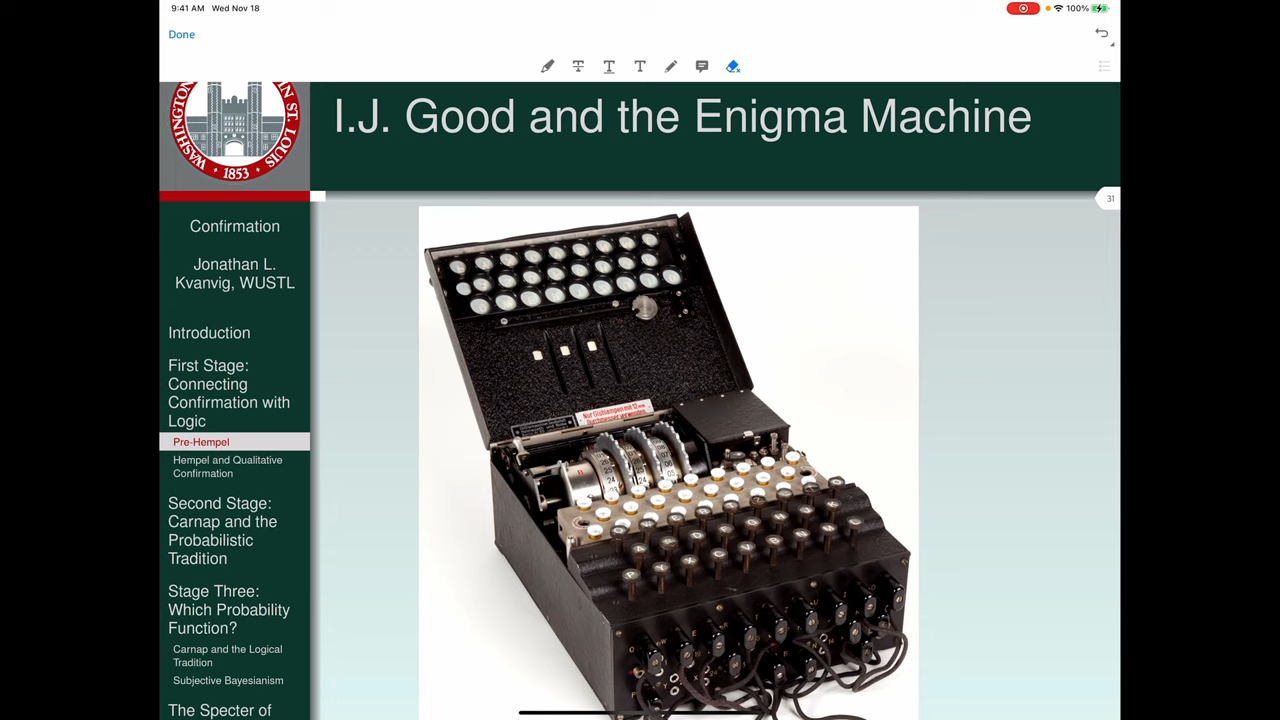 9:41 AM Wed Nov 18
100%
Done
WASHINGTON
IN ST. LOUIS
1853
I.J. Good and the Enigma Machine
31
Confirmation
Jonathan L.
Kvanvig, WUSTL
Introduction
First Stage:
Connecting
Confirmation with
Logic
Pre-Hempel
Hempel and Qualitative
Confirmation
Second Stage:
Carnap and the
Probabilistic
Tradition
Stage Three:
Which Probability
Function?
Carnap and the Logical
Tradition
Subjective Bayesianism
The Specter of